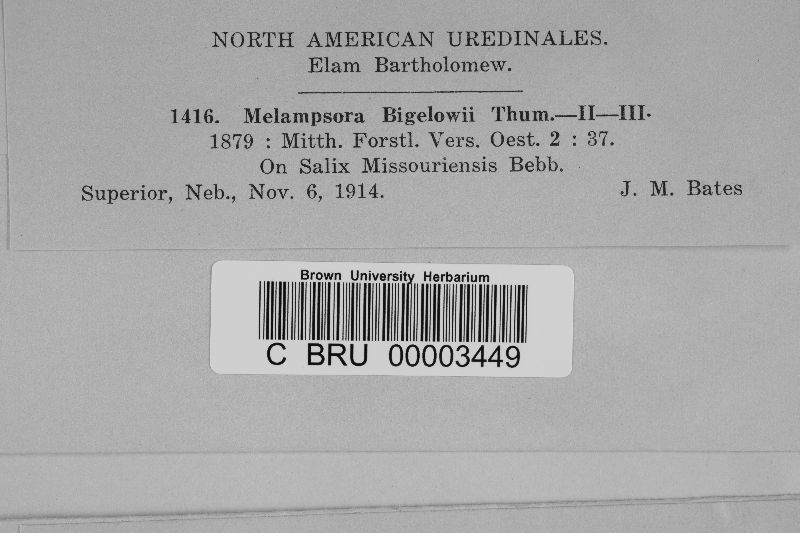 NORTH AMERICAN UREDINALES.
Elam Bartholomew.
1416. Melampsora Bigelowii Thum.—II—III.
1879 : Mitth. Forstl. Vers. Oest. 2 : 37.
On Salix Missouriensis Bebb.
Superior, Neb., Nov. 6, 1914. J. M. Bates
Brown University Herbarium
C BRU 00003449